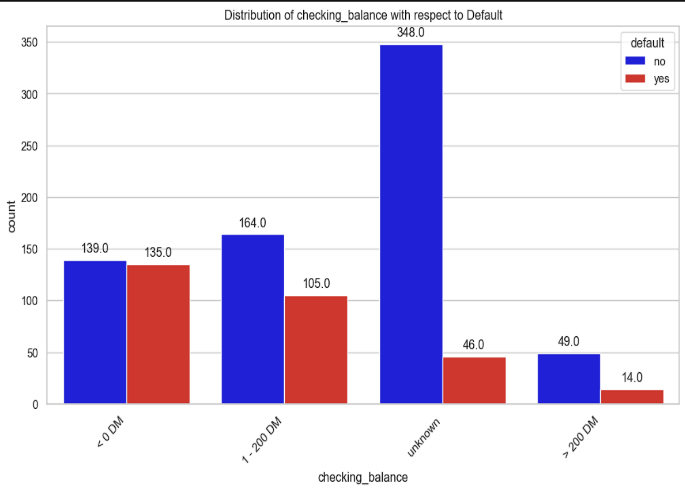 Distribution of checking_balance with respect to Default
348.0
default
no
yes
350
300
250
200
150
100
50
0
count
139.0
135.0
164.0
105.0
46.0
49.0
14.0
< 0 DM
1 - 200 DM
unknown
> 200 DM
checking_balance